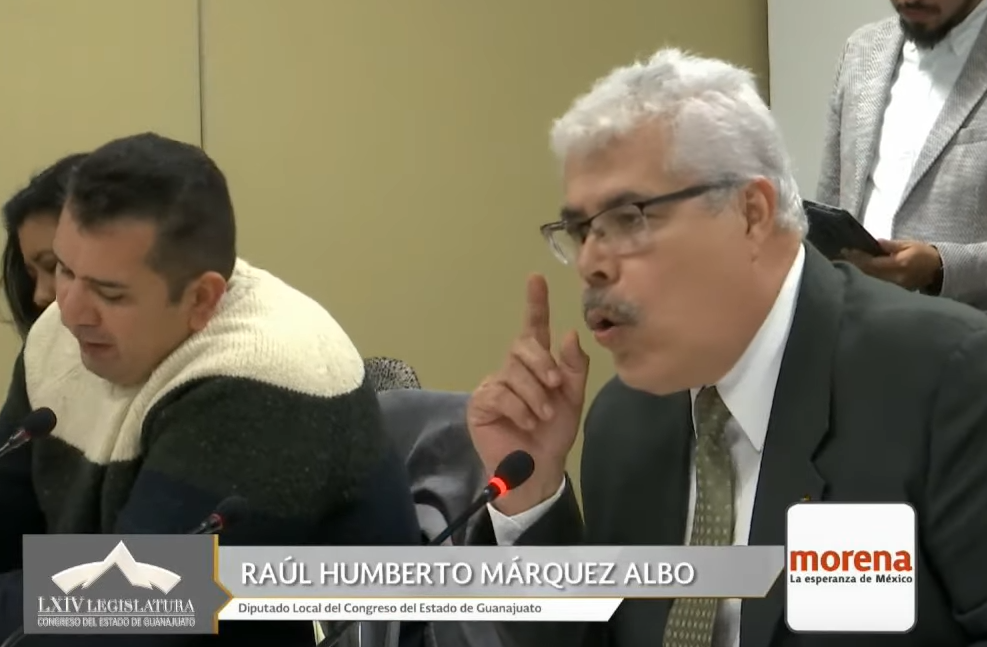 RAÚL HUMBERTO MÁRQUEZ ALBO
Diputado Local del Congreso del Estado de Guanajuato
LXIV LEGISLATURA
CONGRESO DEL ESTADO DE GUANAJUATO
morena
La esperanza de México